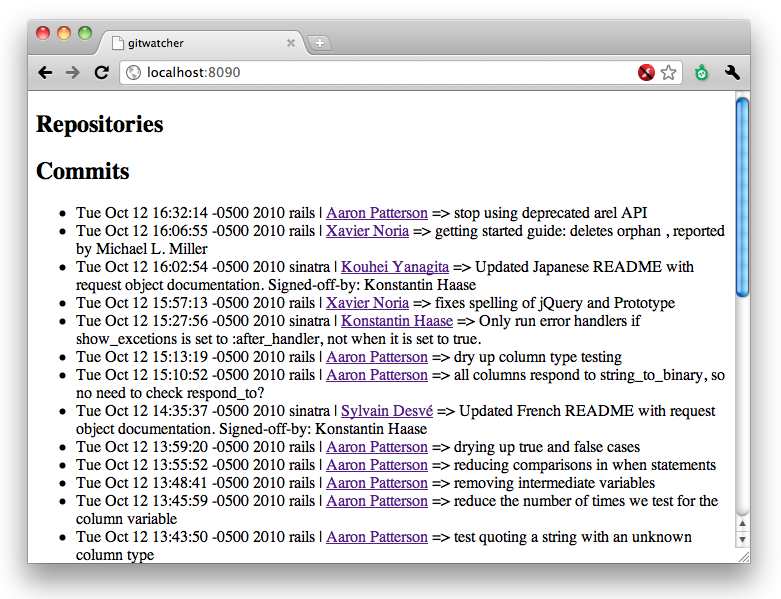 gitwatcher
localhost:8090
Repositories
Commits
Tue Oct 12 16:32:14 -0500 2010 rails | Aaron Patterson => stop using deprecated arel API
Tue Oct 12 16:06:55 -0500 2010 rails | Xavier Noria => getting started guide: deletes orphan , reported
by Michael L. Miller
Tue Oct 12 16:02:54 -0500 2010 sinatra | Kouhei Yanagita => Updated Japanese README with
request object documentation. Signed-off-by: Konstantin Haase
Tue Oct 12 15:57:13 -0500 2010 rails | Xavier Noria => fixes spelling of jQuery and Prototype
Tue Oct 12 15:27:56 -0500 2010 sinatra | Konstantin Haase => Only run error handlers if
show_excetions is set to :after_handler, not when it is set to true.
Tue Oct 12 15:13:19 -0500 2010 rails | Aaron Patterson => dry up column type testing
Tue Oct 12 15:10:52 -0500 2010 rails | Aaron Patterson => all columns respond to string_to_binary, so
no need to check respond_to?
Tue Oct 12 14:35:37 -0500 2010 sinatra | Sylvain Desvé => Updated French README with request
object documentation. Signed-off-by: Konstantin Haase
Tue Oct 12 13:59:20 -0500 2010 rails | Aaron Patterson => drying up true and false cases
Tue Oct 12 13:55:52 -0500 2010 rails | Aaron Patterson => reducing comparisons in when statements
Tue Oct 12 13:48:41 -0500 2010 rails | Aaron Patterson => removing intermediate variables
Tue Oct 12 13:45:59 -0500 2010 rails | Aaron Patterson => reduce the number of times we test for the
column variable
Tue Oct 12 13:43:50 -0500 2010 rails | Aaron Patterson => test quoting a string with an unknown
column type